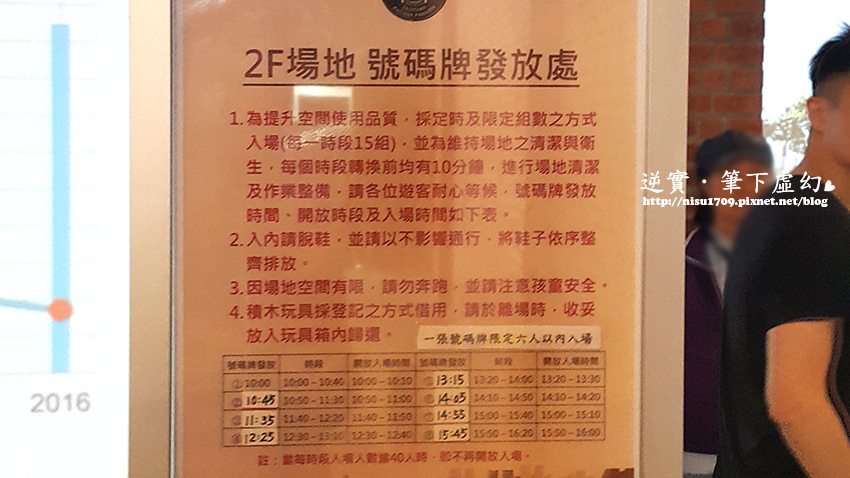 2F場地 號碼牌發放處
1. 為提升空間使用品質，採定時及限定組數之方式
入場(每一時段15組)，並為維持場地之清潔與衛
生，每個時段轉換前均有10分鐘，進行場地清潔
及作業整備，請各位遊客耐心等候，號碼牌發放
時間、開放時段及入場時間如下表。
2. 入內請脫鞋，並請以不影響通行，將鞋子依序整
齊排放。
3. 因場地空間有限，請勿奔跑，並請注意孩童安全。
4. 積木玩具採登記之方式借用，請於離場時，收妥
放入玩具箱內歸還。
一張號碼牌限定六人以內入場
號碼牌發放 時段 開放入場時間 號碼牌發放 時段 開放入場時間
① 10:00 10:00－10:40 10:00－10:10 ⑤ 13:15 13:20－14:00 13:20－13:30
② 10:45 10:50－11:30 10:50－11:00 ⑥ 14:05 14:10－14:50 14:10－14:20
③ 11:35 11:40－12:20 11:40－11:50 ⑦ 14:55 15:00－15:40 15:00－15:10
④ 12:25 12:30－13:10 12:30－12:40 ⑧ 15:45 15:50－16:20 15:50－16:00
註：當每時段入場人數達40人時，即不再開放入場。
逆實・筆下虛幻
http://nisu1709.pixnet.net/blog
2016